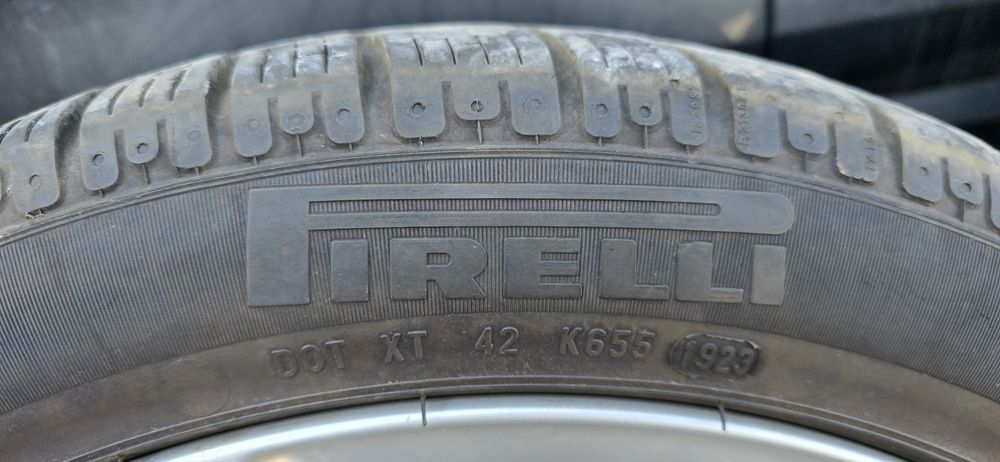 PIRELLI
DOT XT 42 K655 1923